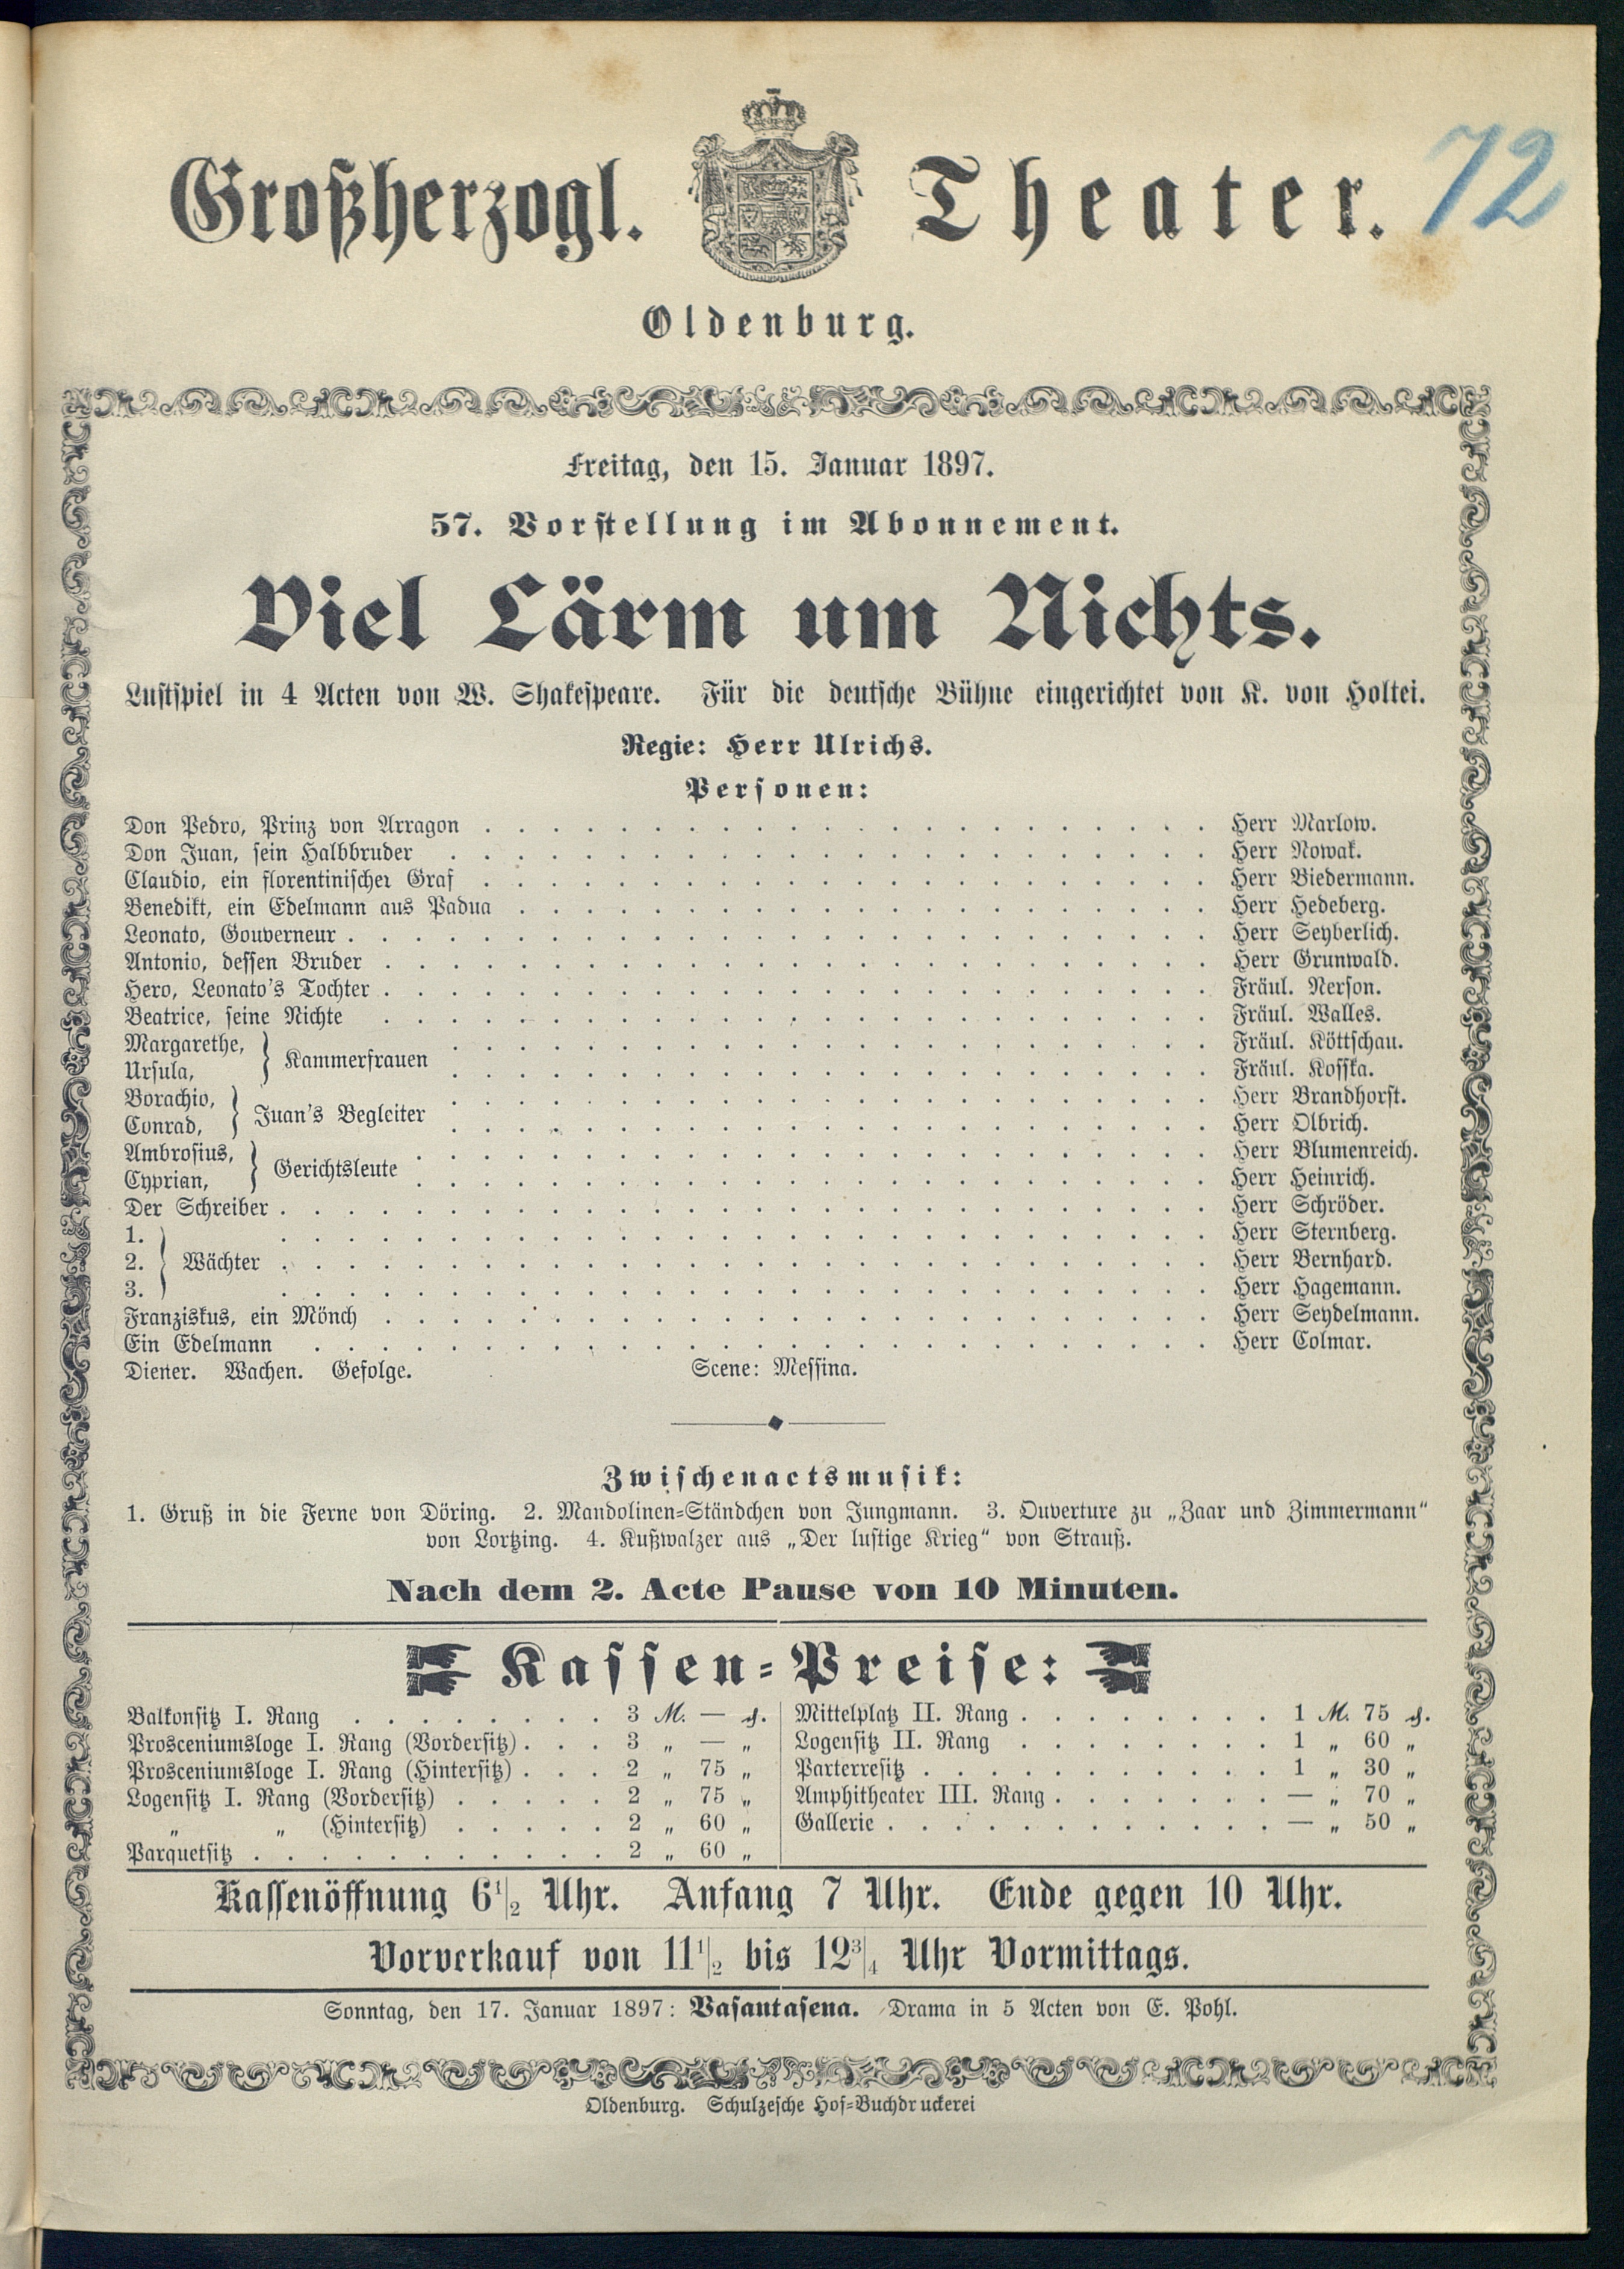 72
Großherzogl. Theater.
Oldenburg.
Freitag, den 15. Januar 1897.
57. Vorstellung im Abonnement.
Viel Lärm um Nichts.
Lustspiel in 4 Acten von W. Shakespeare. Für die deutsche Bühne eingerichtet von K. von Holtei.
Regie: Herr Ulrichs.
Personen:
Don Pedro, Prinz von Arragon . . . . . Herr Marlow.
Don Juan, sein Halbbruder . . . . . Herr Nowak.
Claudio, ein florentinischer Graf . . . . . Herr Biedermann.
Benedikt, ein Edelmann aus Padua . . . . . Herr Hedeberg.
Leonato, Gouverneur . . . . . Herr Seyberlich.
Antonio, dessen Bruder . . . . . Herr Grunwald.
Hero, Leonato's Tochter . . . . . Fräul. Nerson.
Beatrice, seine Nichte . . . . . Fräul. Walles.
Margarethe, } Kammerfrauen . . . . . Fräul. Köttschau.
Ursula, . . . . . Fräul. Kosska.
Borachio, } Juan's Begleiter . . . . . Herr Brandhorst.
Conrad, . . . . . Herr Olbrich.
Ambrosius, } Gerichtsleute . . . . . Herr Blumenreich.
Cyprian, . . . . . Herr Heinrich.
Der Schreiber . . . . . Herr Schröder.
1. . . . . . Herr Sternberg.
2. } Wächter . . . . . Herr Bernhard.
3. . . . . . Herr Hagemann.
Franziskus, ein Mönch . . . . . Herr Seydelmann.
Ein Edelmann . . . . . Herr Colmar.
Diener. Wachen. Gefolge. Scene: Messina.
Zwischenactsmusik:
1. Gruß in die Ferne von Döring. 2. Mandolinen-Ständchen von Jungmann. 3. Ouverture zu „Zaar und Zimmermann“
von Lortzing. 4. Kußwalzer aus „Der lustige Krieg“ von Strauß.
Nach dem 2. Acte Pause von 10 Minuten.
Kassen-Preise:
Balkonsitz I. Rang . . . . . 3 M. — ₰.
Prosceniumsloge I. Rang (Vordersitz) . . . 3 „ — „
Prosceniumsloge I. Rang (Hintersitz) . . . 2 „ 75 „
Logensitz I. Rang (Vordersitz) . . . . . 2 „ 75 „
„ „ (Hintersitz) . . . . . 2 „ 60 „
Parquetsitz . . . . . 2 „ 60 „
Mittelplatz II. Rang . . . . . 1 M. 75 ₰.
Logensitz II. Rang . . . . . 1 „ 60 „
Parterresitz . . . . . 1 „ 30 „
Amphitheater III. Rang . . . . . — „ 70 „
Gallerie . . . . . — „ 50 „
Kassenöffnung 6 1/2 Uhr. Anfang 7 Uhr. Ende gegen 10 Uhr.
Vorverkauf von 11 1/2 bis 12 3/4 Uhr Vormittags.
Sonntag, den 17. Januar 1897: Vasantasena. Drama in 5 Acten von E. Pohl.
Oldenburg. Schulzesche Hof-Buchdruckerei